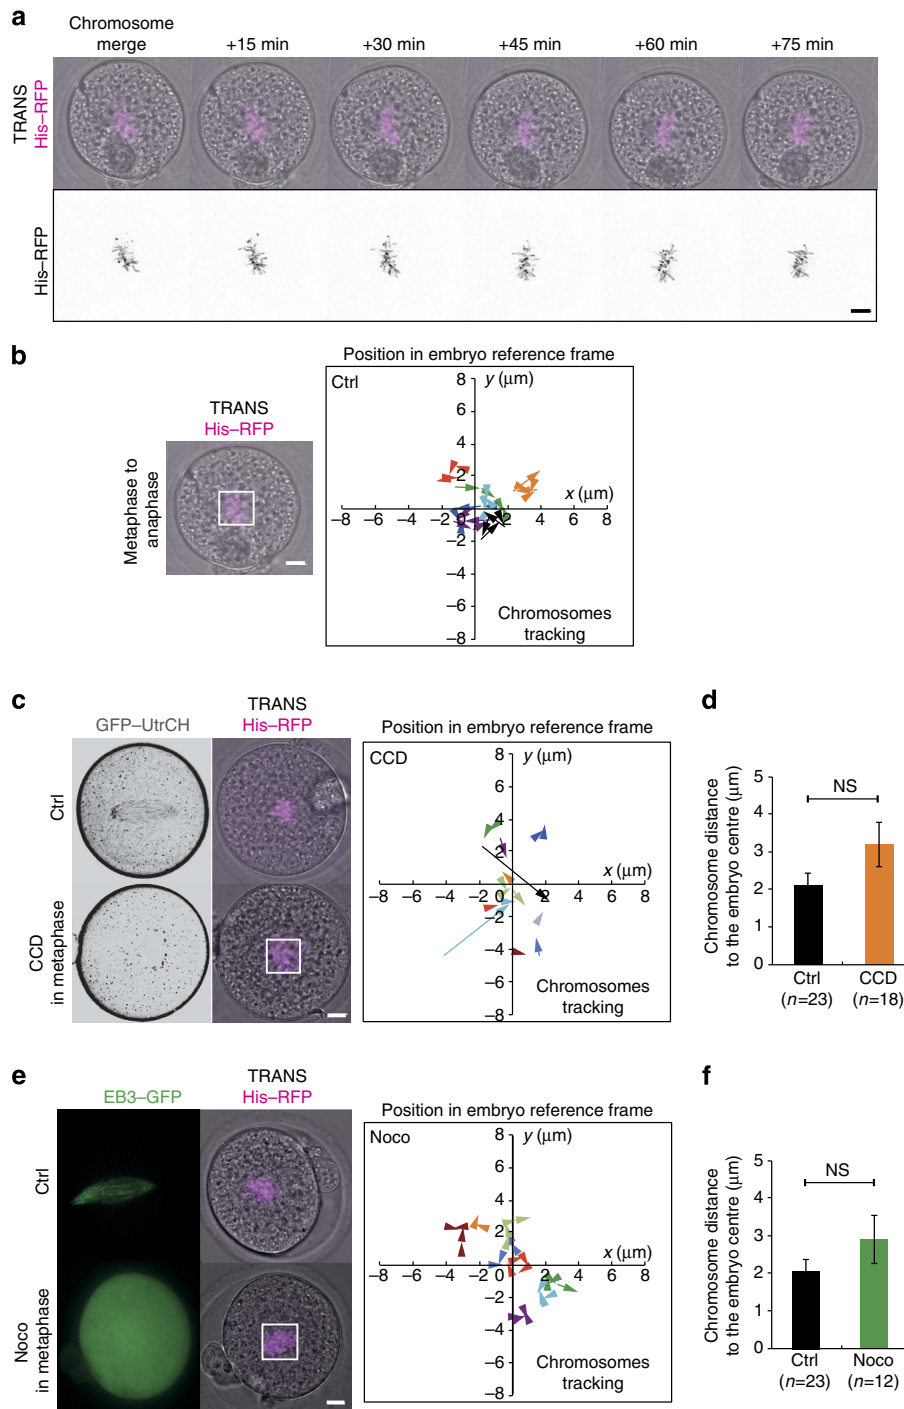 a
Chromosome
merge
+15 min
+30 min
+45 min
+60 min
+75 min
TRANS
His–RFP
His–RFP
b
Position in embryo reference frame
Ctrl
y (μm)
TRANS
His–RFP
Metaphase to
anaphase
8
6
4
2
0
–2
–4
–6
–8
x (μm)
–8 –6 –4 –2 0 2 4 6 8
Chromosomes
tracking
c
GFP–UtrCH
TRANS
His–RFP
Ctrl
CCD
in metaphase
Position in embryo reference frame
CCD
y (μm)
8
6
4
2
0
–2
–4
–6
–8
x (μm)
–8 –6 –4 –2 0 2 4 6 8
Chromosomes
tracking
d
Chromosome distance
to the embryo centre (μm)
5
4
3
2
1
0
NS
Ctrl
(n=23)
CCD
(n=18)
e
EB3–GFP
TRANS
His–RFP
Ctrl
Noco
in metaphase
Position in embryo reference frame
Noco
y (μm)
8
6
4
2
0
–2
–4
–6
–8
x (μm)
–8 –6 –4 –2 0 2 4 6 8
Chromosomes
tracking
f
Chromosome distance
to the embryo centre (μm)
5
4
3
2
1
0
NS
Ctrl
(n=23)
Noco
(n=12)